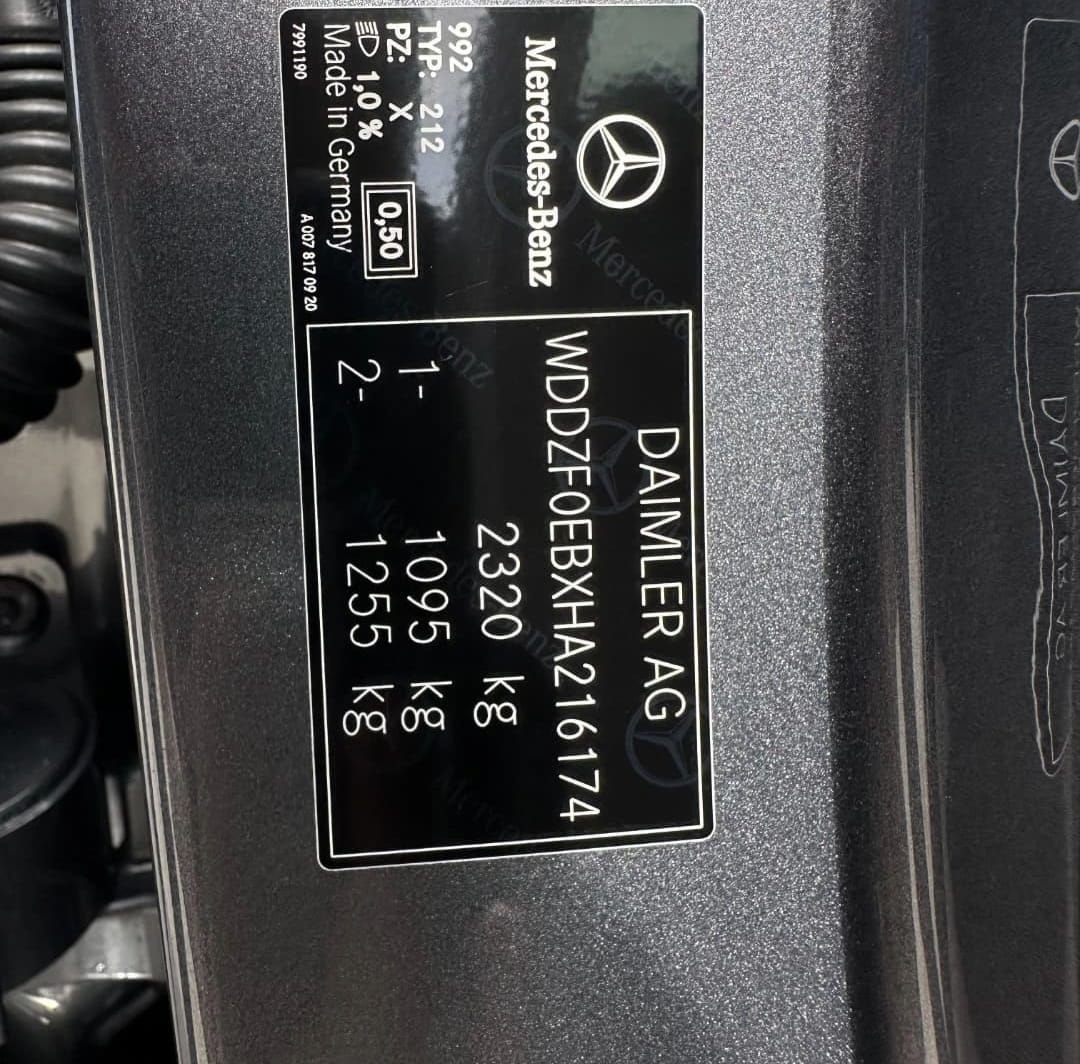 Mercedes-Benz
992
TYP: 212
PZ: X
1,0 %
0,50
Made in Germany
7991190
A 007 817 09 20
DAIMLER AG
WDDZF0EBXHA216174
2320 kg
1- 1095 kg
2- 1255 kg